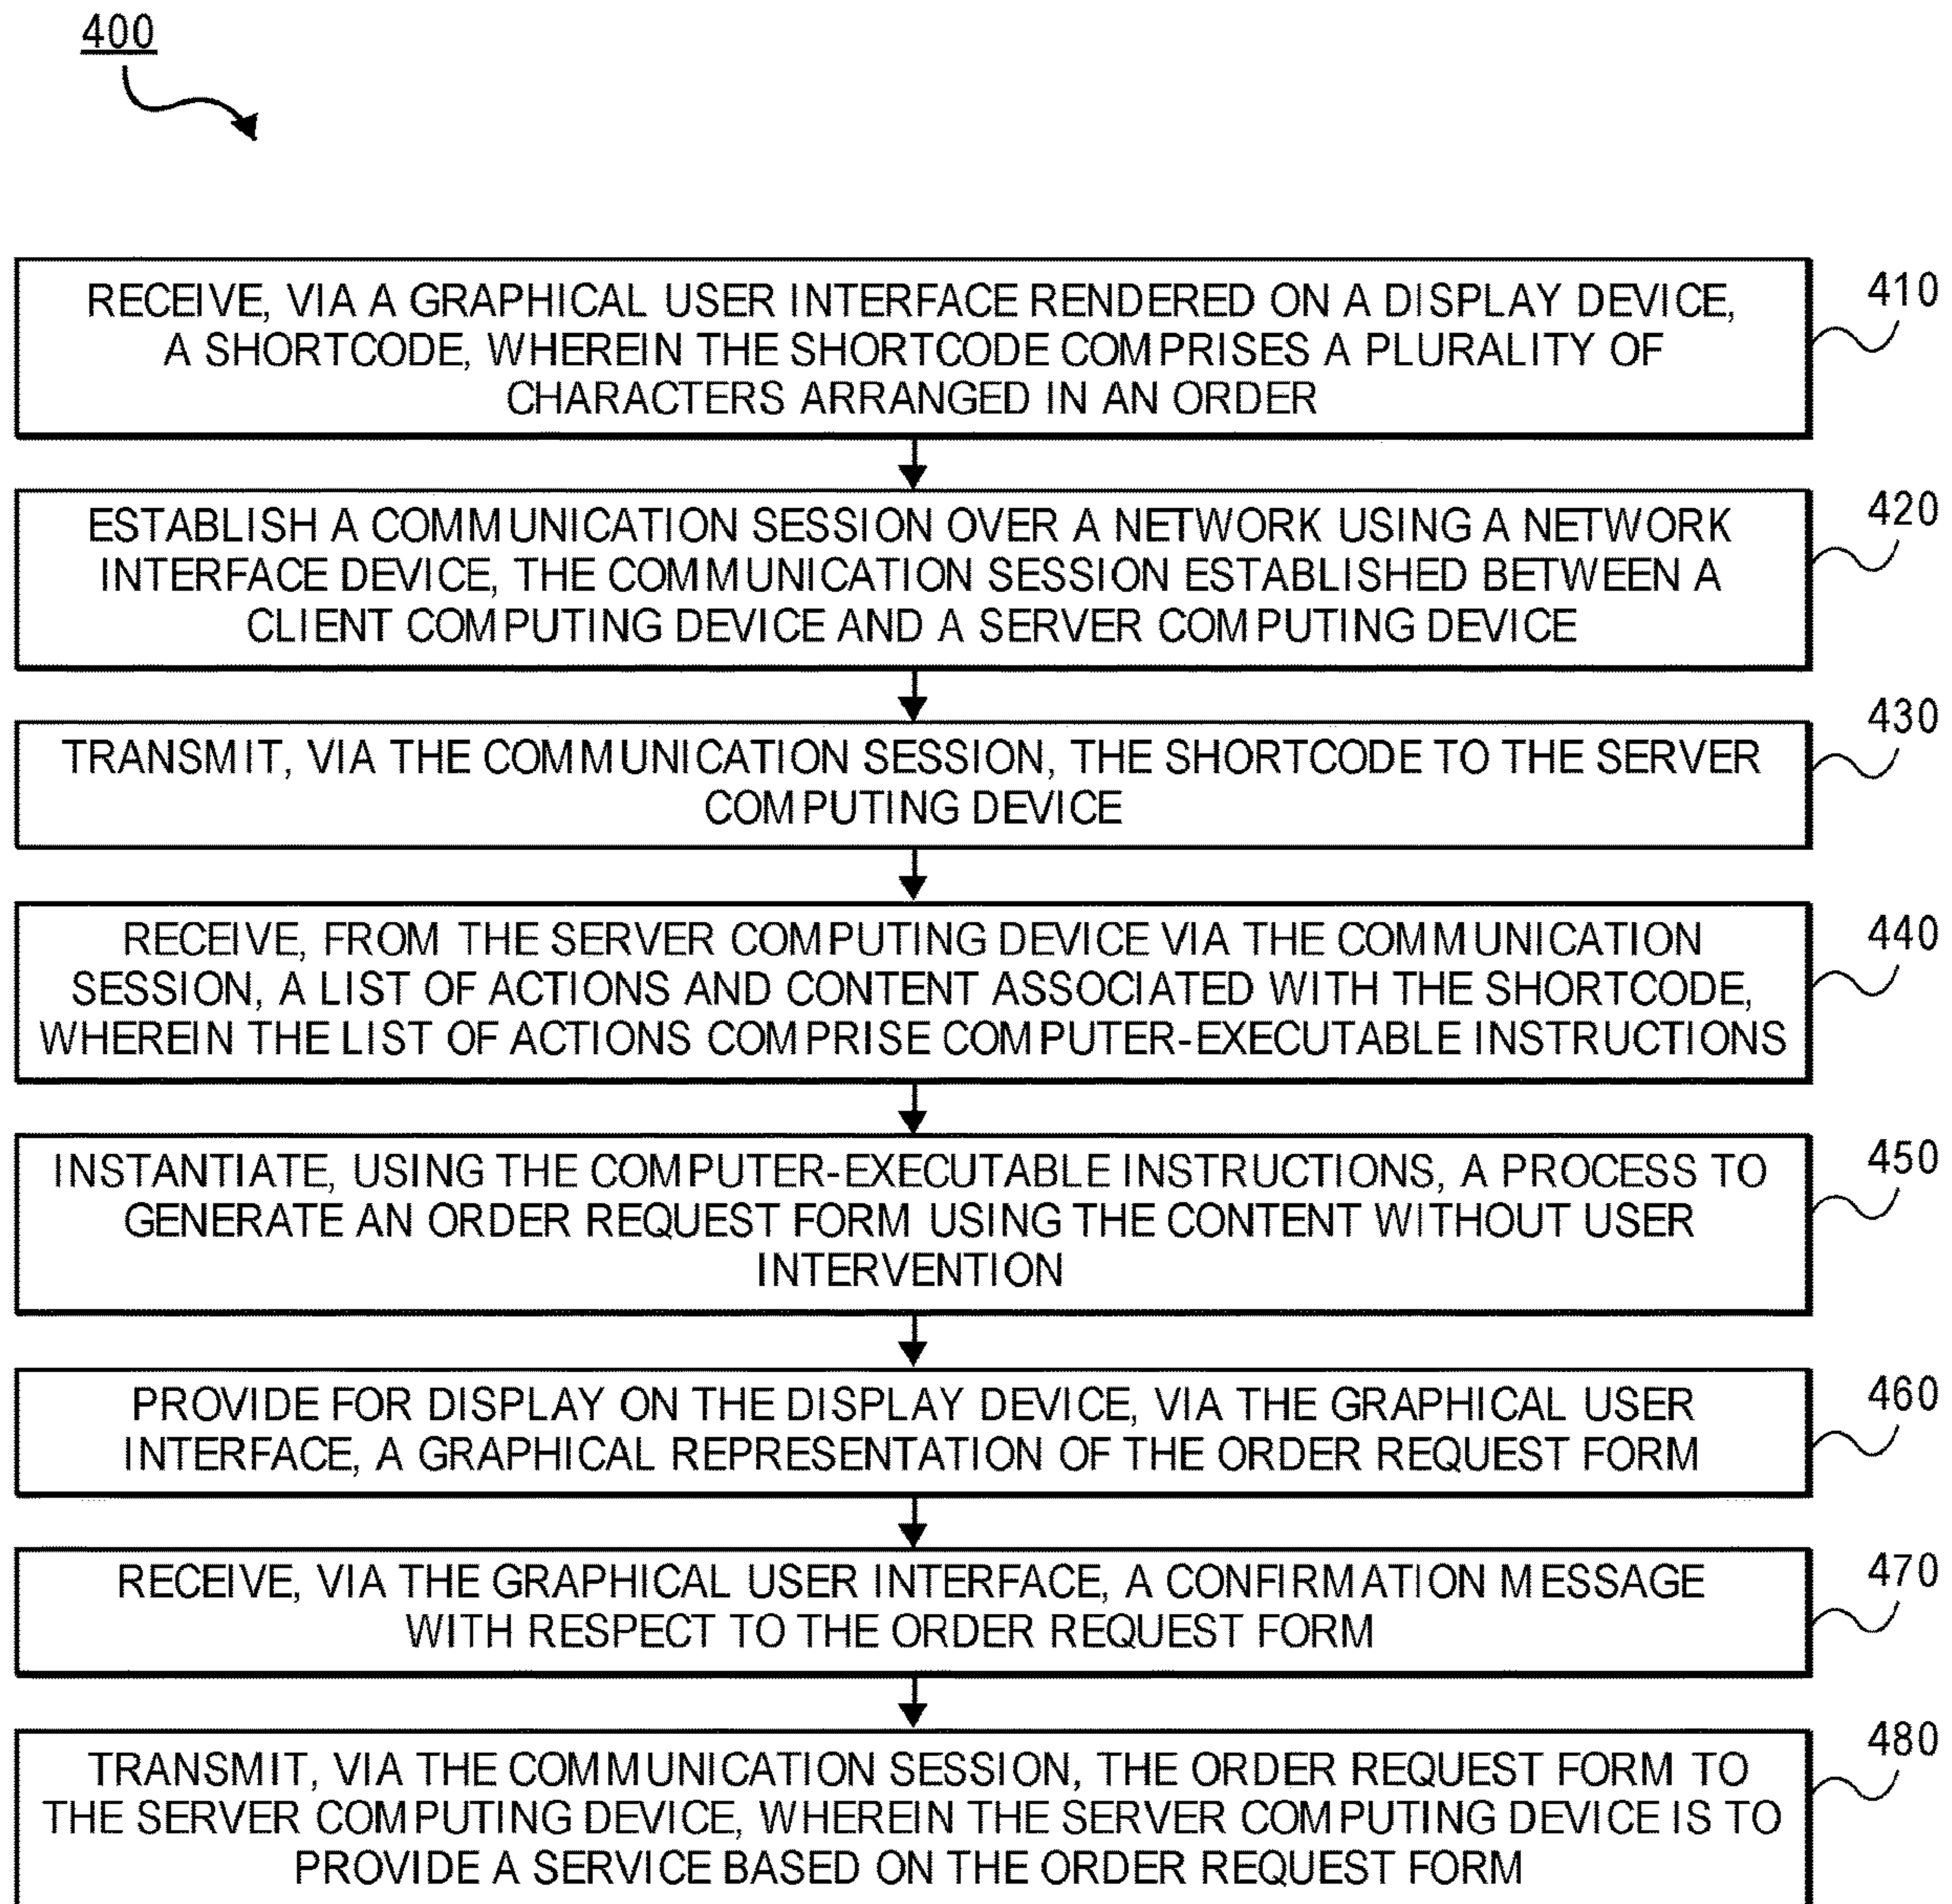 400
RECEIVE, VIA A GRAPHICAL USER INTERFACE RENDERED ON A DISPLAY DEVICE,
A SHORTCODE, WHEREIN THE SHORTCODE COMPRISES A PLURALITY OF
CHARACTERS ARRANGED IN AN ORDER
410
ESTABLISH A COMMUNICATION SESSION OVER A NETWORK USING A NETWORK
INTERFACE DEVICE, THE COMMUNICATION SESSION ESTABLISHED BETWEEN A
CLIENT COMPUTING DEVICE AND A SERVER COMPUTING DEVICE
420
TRANSMIT, VIA THE COMMUNICATION SESSION, THE SHORTCODE TO THE SERVER
COMPUTING DEVICE
430
RECEIVE, FROM THE SERVER COMPUTING DEVICE VIA THE COMMUNICATION
SESSION, A LIST OF ACTIONS AND CONTENT ASSOCIATED WITH THE SHORTCODE,
WHEREIN THE LIST OF ACTIONS COMPRISE COMPUTER-EXECUTABLE INSTRUCTIONS
440
INSTANTIATE, USING THE COMPUTER-EXECUTABLE INSTRUCTIONS, A PROCESS TO
GENERATE AN ORDER REQUEST FORM USING THE CONTENT WITHOUT USER
INTERVENTION
450
PROVIDE FOR DISPLAY ON THE DISPLAY DEVICE, VIA THE GRAPHICAL USER
INTERFACE, A GRAPHICAL REPRESENTATION OF THE ORDER REQUEST FORM
460
RECEIVE, VIA THE GRAPHICAL USER INTERFACE, A CONFIRMATION MESSAGE
WITH RESPECT TO THE ORDER REQUEST FORM
470
TRANSMIT, VIA THE COMMUNICATION SESSION, THE ORDER REQUEST FORM TO
THE SERVER COMPUTING DEVICE, WHEREIN THE SERVER COMPUTING DEVICE IS TO
PROVIDE A SERVICE BASED ON THE ORDER REQUEST FORM
480